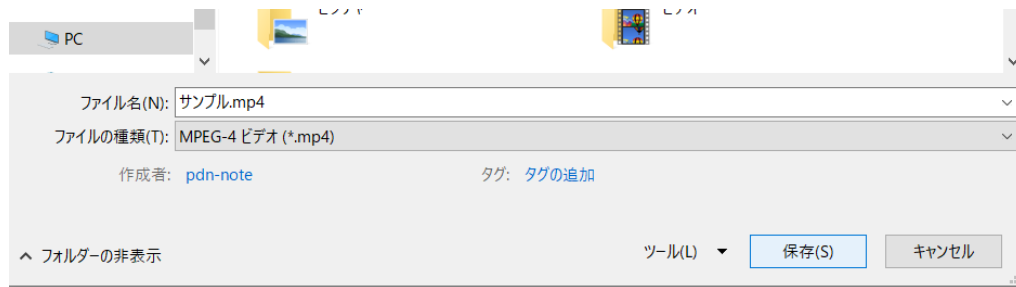 PC
ファイル名(N): サンプル.mp4
ファイルの種類(T): MPEG-4 ビデオ (*.mp4)
作成者: pdn-note タグ: タグの追加
フォルダーの非表示 ツール(L) 保存(S) キャンセル